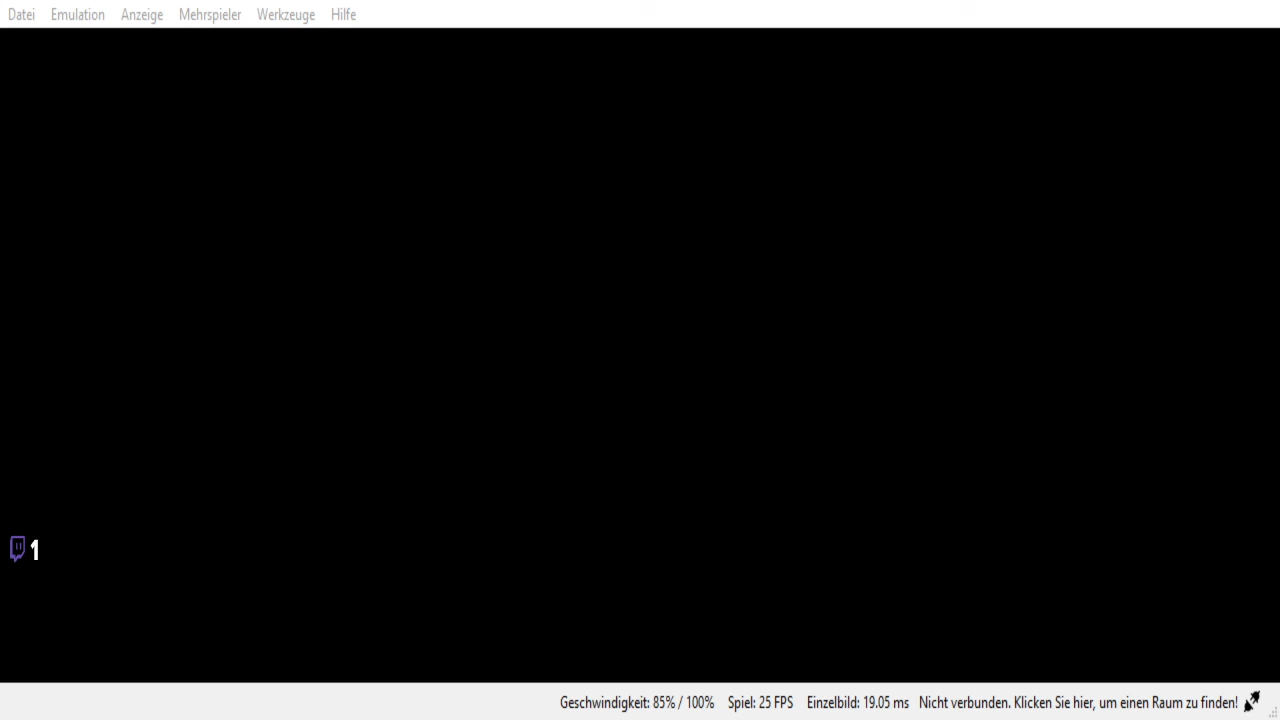 Datei Emulation Anzeige Mehrspieler Werkzeuge Hilfe
1
Geschwindigkeit: 85% / 100% Spiel: 25 FPS Einzelbild: 19.05 ms Nicht verbunden. Klicken Sie hier, um einen Raum zu finden!